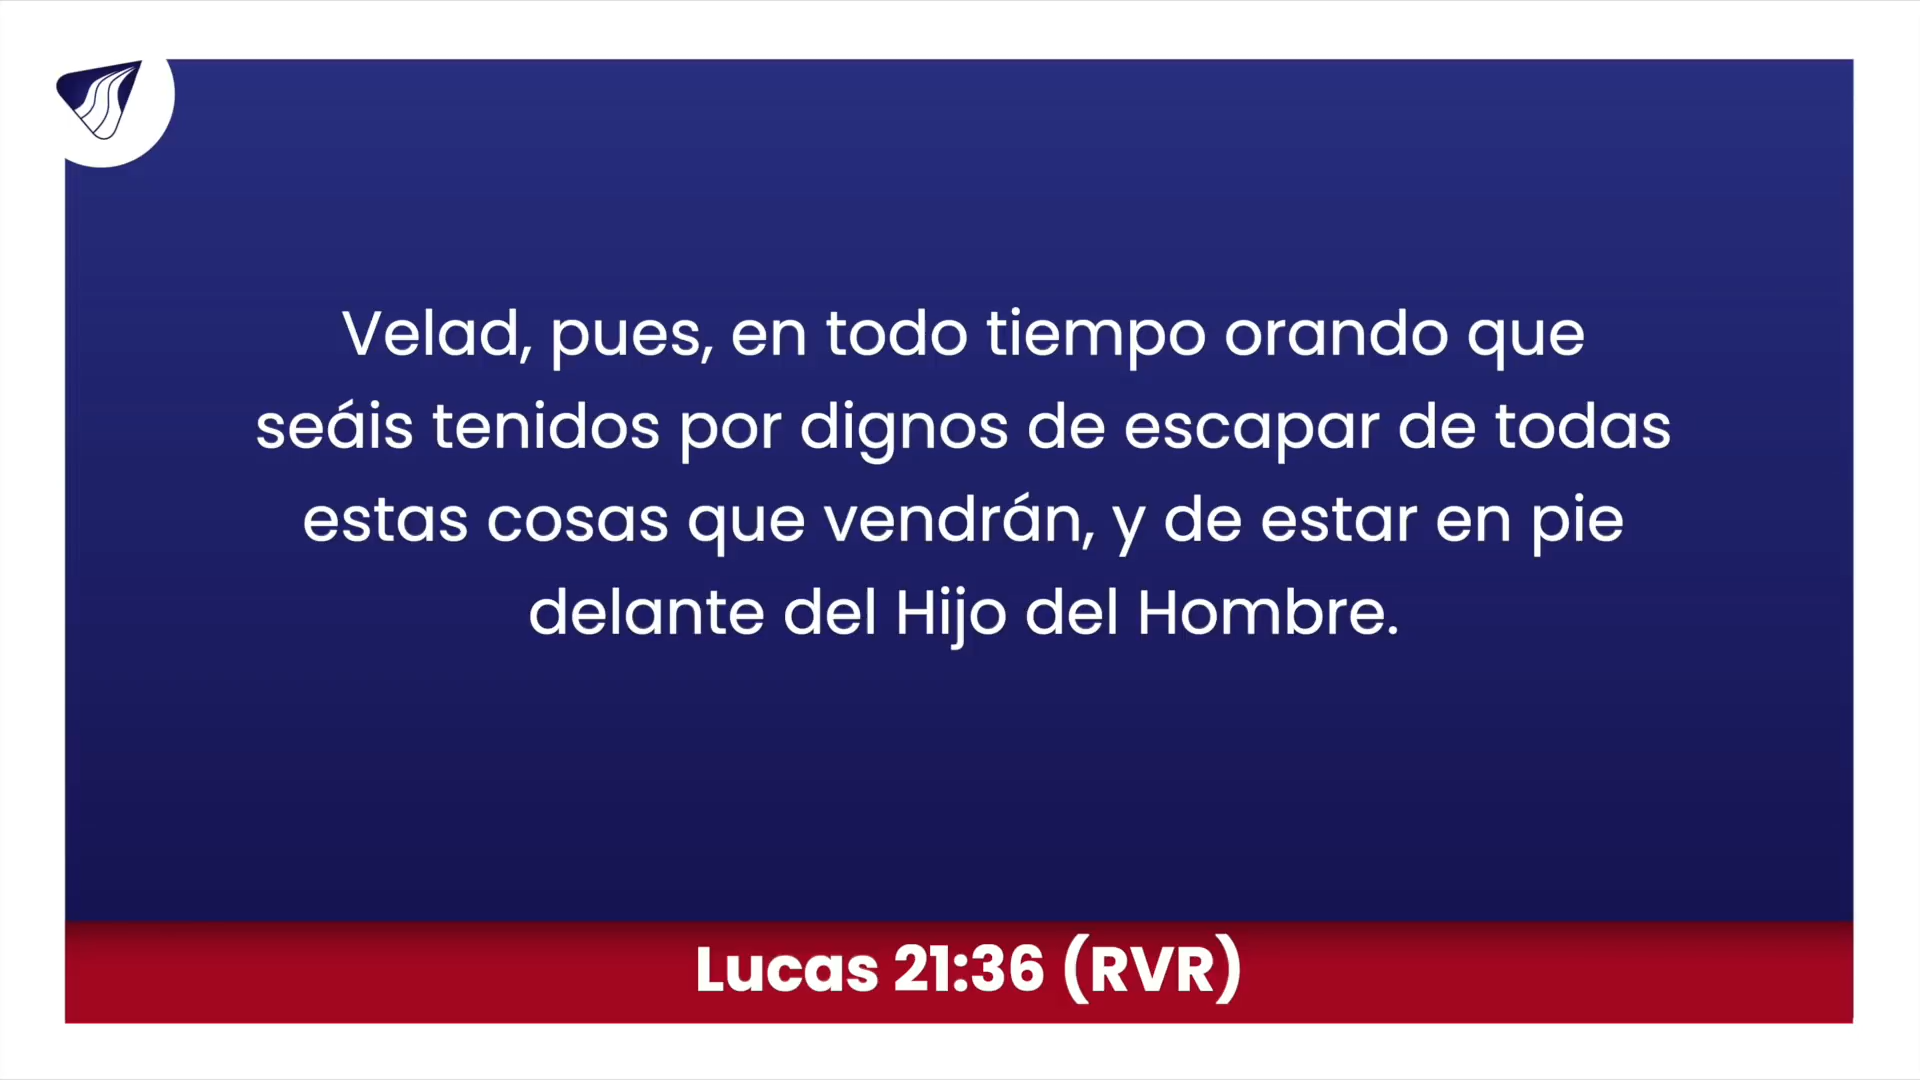 Velad, pues, en todo tiempo orando que
seáis tenidos por dignos de escapar de todas
estas cosas que vendrán, y de estar en pie
delante del Hijo del Hombre.
Lucas 21:36 (RVR)